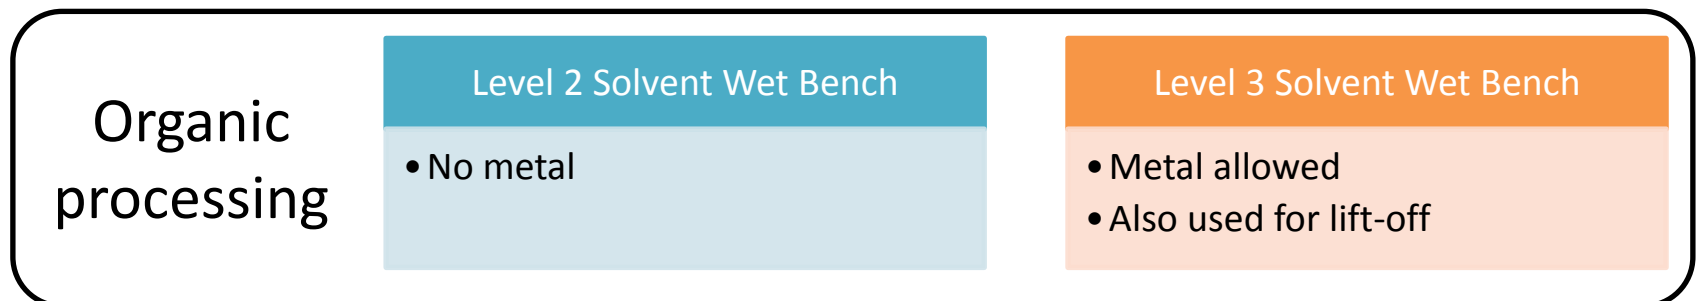 Organic
processing
Level 2 Solvent Wet Bench
•No metal
Level 3 Solvent Wet Bench
•Metal allowed
•Also used for lift-off